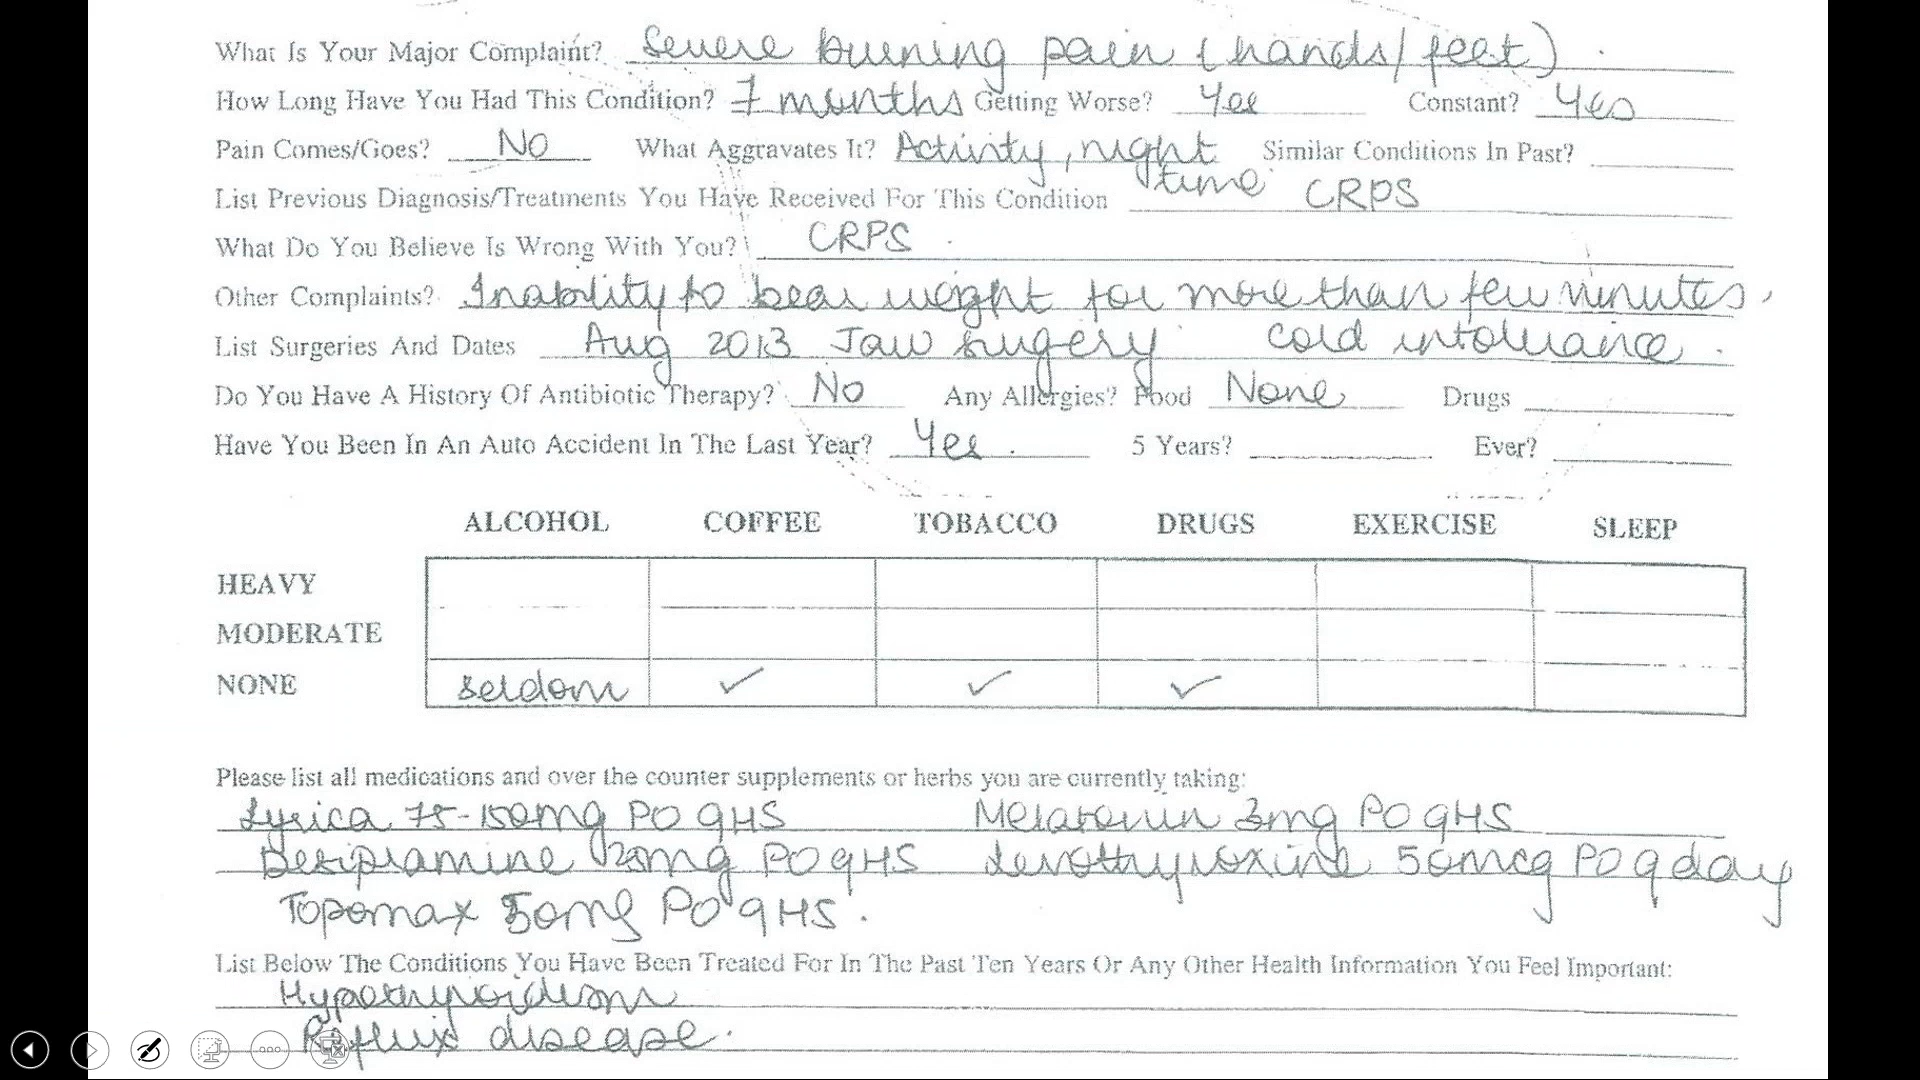 What Is Your Major Complaint? Severe burning pain (hands/feet).
How Long Have You Had This Condition? 7 months Getting Worse? Yes Constant? Yes
Pain Comes/Goes? No What Aggravates It? Activity, night time Similar Conditions In Past?
List Previous Diagnosis/Treatments You Have Received For This Condition CRPS
What Do You Believe Is Wrong With You? CRPS.
Other Complaints? Inability to bear weight for more than few minutes,
cold intolerance.
List Surgeries And Dates Aug 2013 Jaw surgery
Do You Have A History Of Antibiotic Therapy? No Any Allergies? Food None Drugs
Have You Been In An Auto Accident In The Last Year? Yes. 5 Years? Ever?
ALCOHOL COFFEE TOBACCO DRUGS EXERCISE SLEEP
HEAVY
MODERATE
NONE seldom ✓ ✓ ✓
Please list all medications and over the counter supplements or herbs you are currently taking:
Lyrica 75-150mg PO qHS Melatonin 3mg PO qHS
Desipramine 25mg PO qHS Levothyroxine 50mcg PO q day
Topamax 50mg PO qHS.
List Below The Conditions You Have Been Treated For In The Past Ten Years Or Any Other Health Information You Feel Important:
Hypothyroidism
Reflux disease.